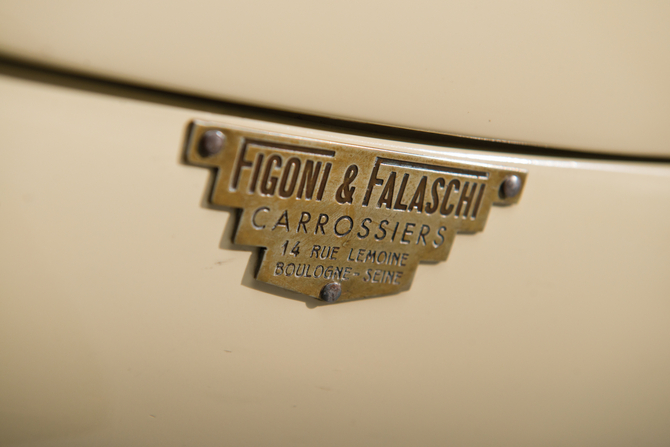 FIGONI & FALASCHI
CARROSSIERS
14 RUE LEMOINE
BOULOGNE-SEINE